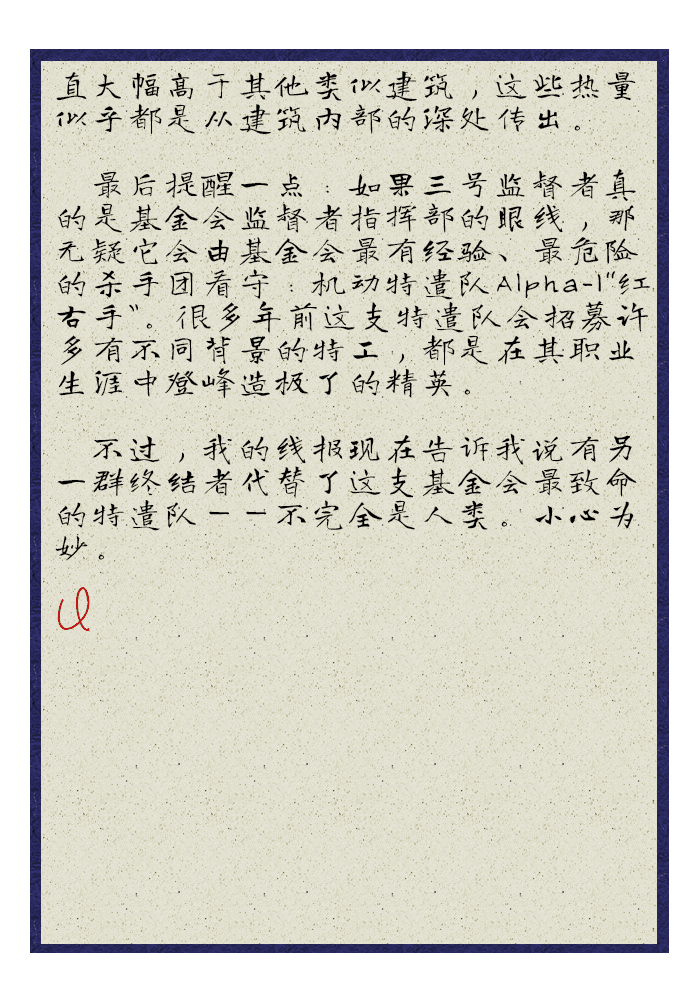 直大幅高于其他类似建筑，这些热量
似乎都是从建筑内部的深处传出。
最后提醒一点：如果三号监督者真
的是基金会监督者指挥部的眼线，那
无疑它会由基金会最有经验、最危险
的杀手团看守：机动特遣队Alpha-1"红
右手"。很多年前这支特遣队会招募许
多有不同背景的特工，都是在其职业
生涯中登峰造极了的精英。
不过，我的线报现在告诉我说有另
一群终结者代替了这支基金会最致命
的特遣队——不完全是人类。小心为
妙。